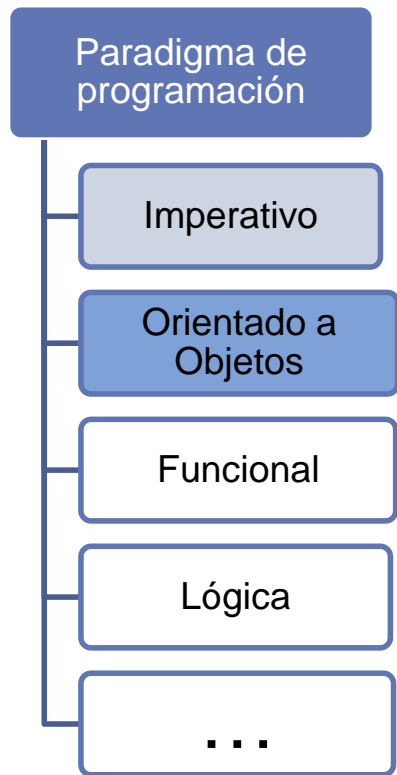 Paradigma de
programación
Imperativo
Orientado a
Objetos
Funcional
Lógica
...